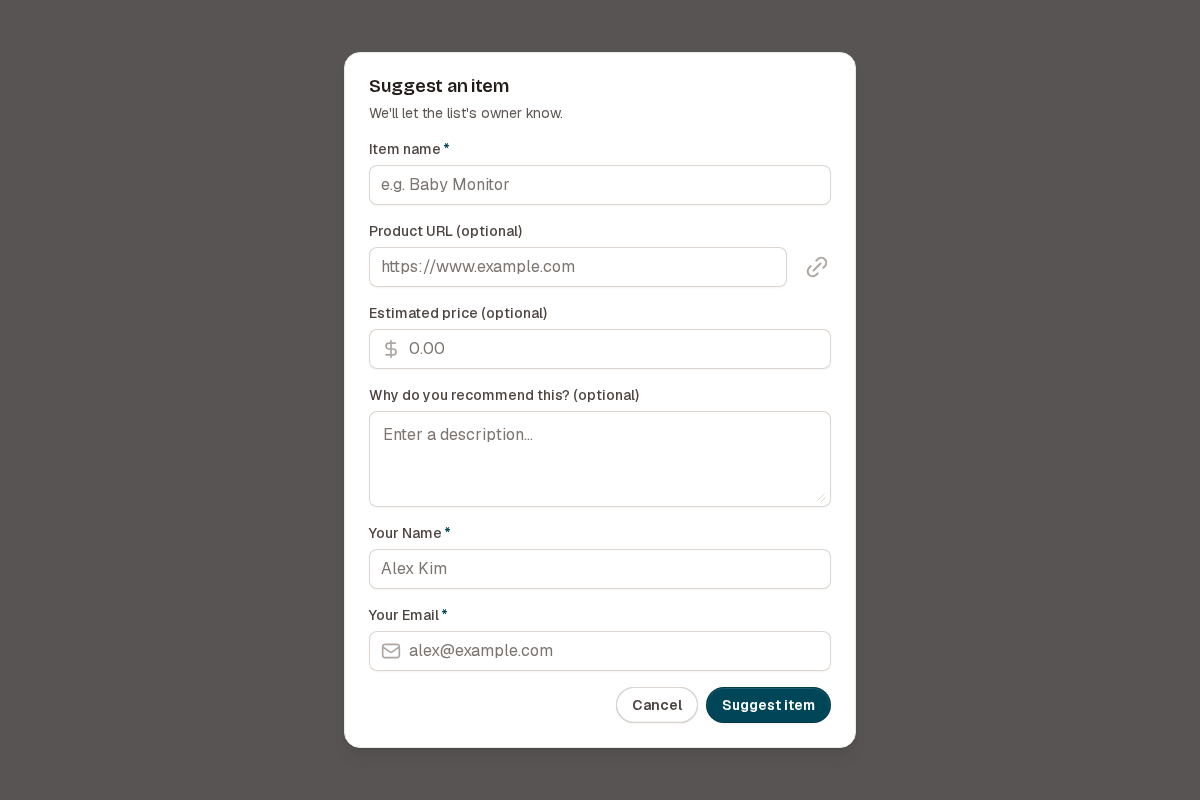 Suggest an item
We'll let the list's owner know.
Item name *
e.g. Baby Monitor
Product URL (optional)
https://www.example.com
Estimated price (optional)
$ 0.00
Why do you recommend this? (optional)
Enter a description...
Your Name *
Alex Kim
Your Email *
alex@example.com
Cancel Suggest item